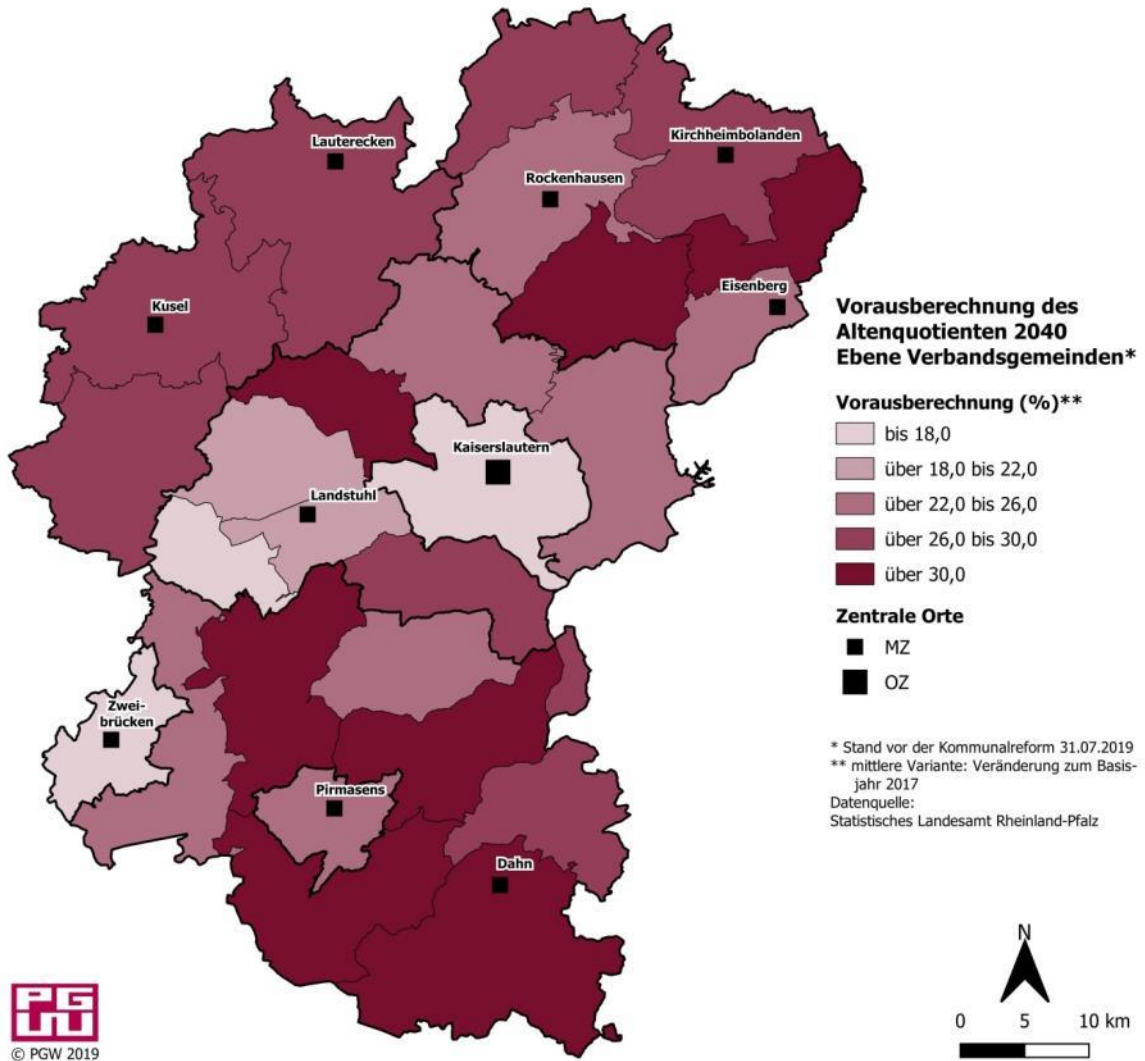 Lauterecken
Kirchheimbolanden
Rockenhausen
Kusel
Eisenberg
Kaiserslautern
Landstuhl
Zwei-
brücken
Pirmasens
Dahn
Vorausberechnung des
Altenquotienten 2040
Ebene Verbandsgemeinden*
Vorausberechnung (%)**
bis 18,0
über 18,0 bis 22,0
über 22,0 bis 26,0
über 26,0 bis 30,0
über 30,0
Zentrale Orte
MZ
OZ
* Stand vor der Kommunalreform 31.07.2019
** mittlere Variante: Veränderung zum Basis-
jahr 2017
Datenquelle:
Statistisches Landesamt Rheinland-Pfalz
N
0 5 10 km
PGW
© PGW 2019